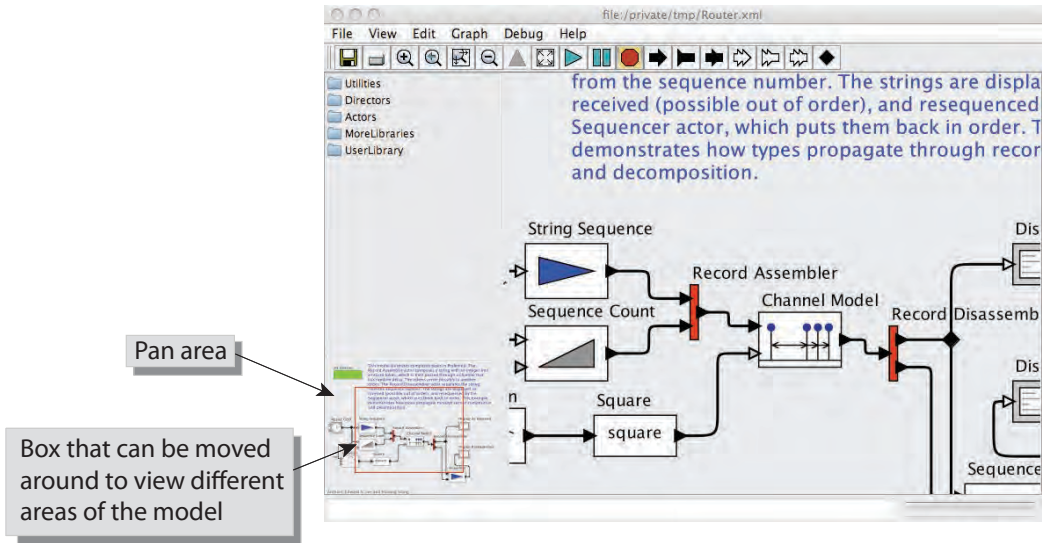 file:/private/tmp/Router.xml
File View Edit Graph Debug Help
Utilities
Directors
Actors
MoreLibraries
UserLibrary
from the sequence number. The strings are displa
received (possible out of order), and resequenced
Sequencer actor, which puts them back in order. T
demonstrates how types propagate through recor
and decomposition.
String Sequence
Dis
Record Assembler
Channel Model
Sequence Count
Record Disassemb
Pan area
Dis
n
Square
square
Box that can be moved
around to view different
areas of the model
Sequence